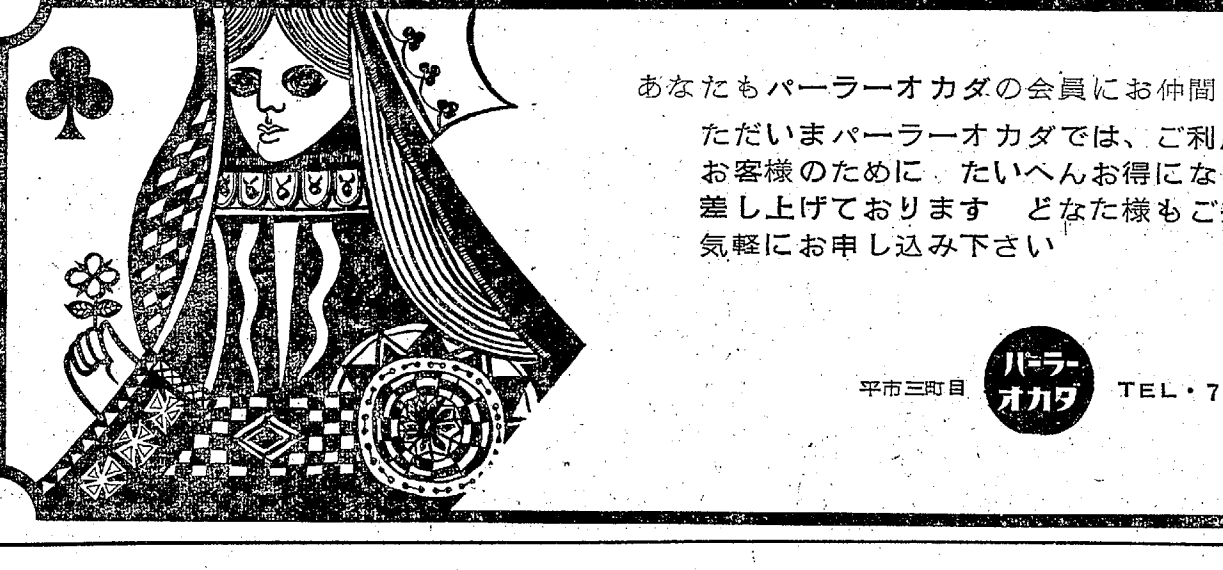 あなたもパーラーオカダの会員にお仲間
ただいまパーラーオカダでは、ご利
お客様のために たいへんお得にな
差し上げております どなた様もご
気軽にお申し込み下さい
平市三町目
パーラー
オカダ
TEL・7